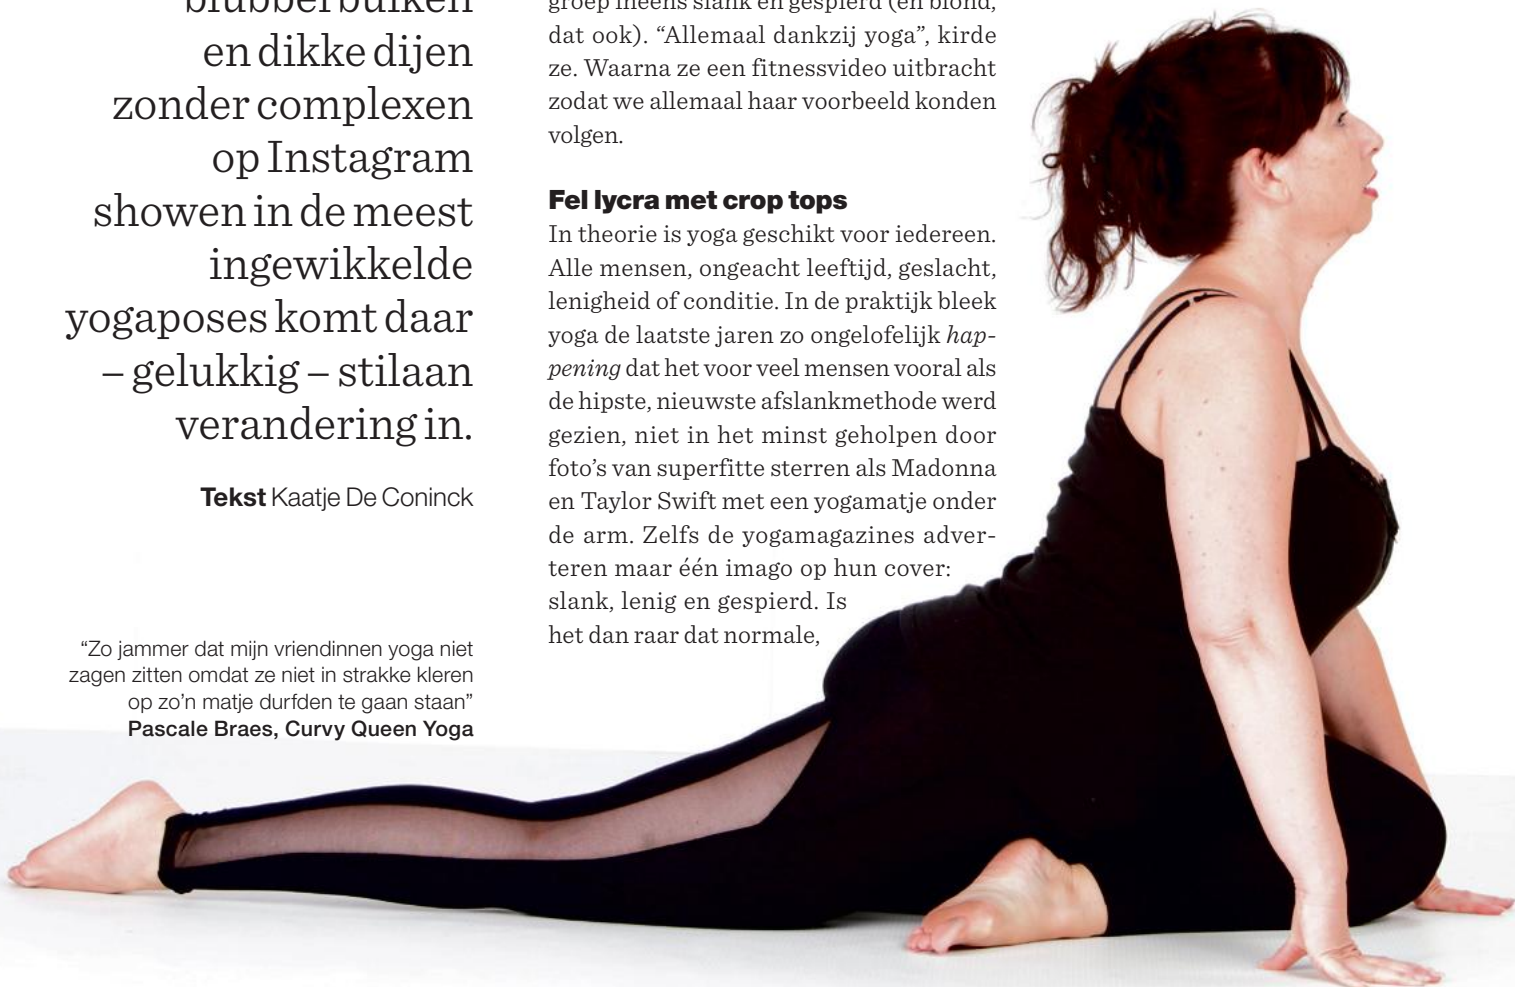 blubberbuiken
en dikke dijen
zonder complexen
op Instagram
showen in de meest
ingewikkelde
yogaposes komt daar
– gelukkig – stilaan
verandering in.
Tekst Kaatje De Coninck
“Zo jammer dat mijn vriendinnen yoga niet
zagen zitten omdat ze niet in strakke kleren
op zo’n matje durfden te gaan staan”
Pascale Braes, Curvy Queen Yoga
groep ineens slank en gespierd (en blond,
dat ook). “Allemaal dankzij yoga”, kirde
ze. Waarna ze een fitnessvideo uitbracht
zodat we allemaal haar voorbeeld konden
volgen.
Fel lycra met crop tops
In theorie is yoga geschikt voor iedereen.
Alle mensen, ongeacht leeftijd, geslacht,
lenigheid of conditie. In de praktijk bleek
yoga de laatste jaren zo ongelofelijk hap-
pening dat het voor veel mensen vooral als
de hipste, nieuwste afslankmethode werd
gezien, niet in het minst geholpen door
foto’s van superfitte sterren als Madonna
en Taylor Swift met een yogamatje onder
de arm. Zelfs de yogamagazines adver-
teren maar één imago op hun cover:
slank, lenig en gespierd. Is
het dan raar dat normale,